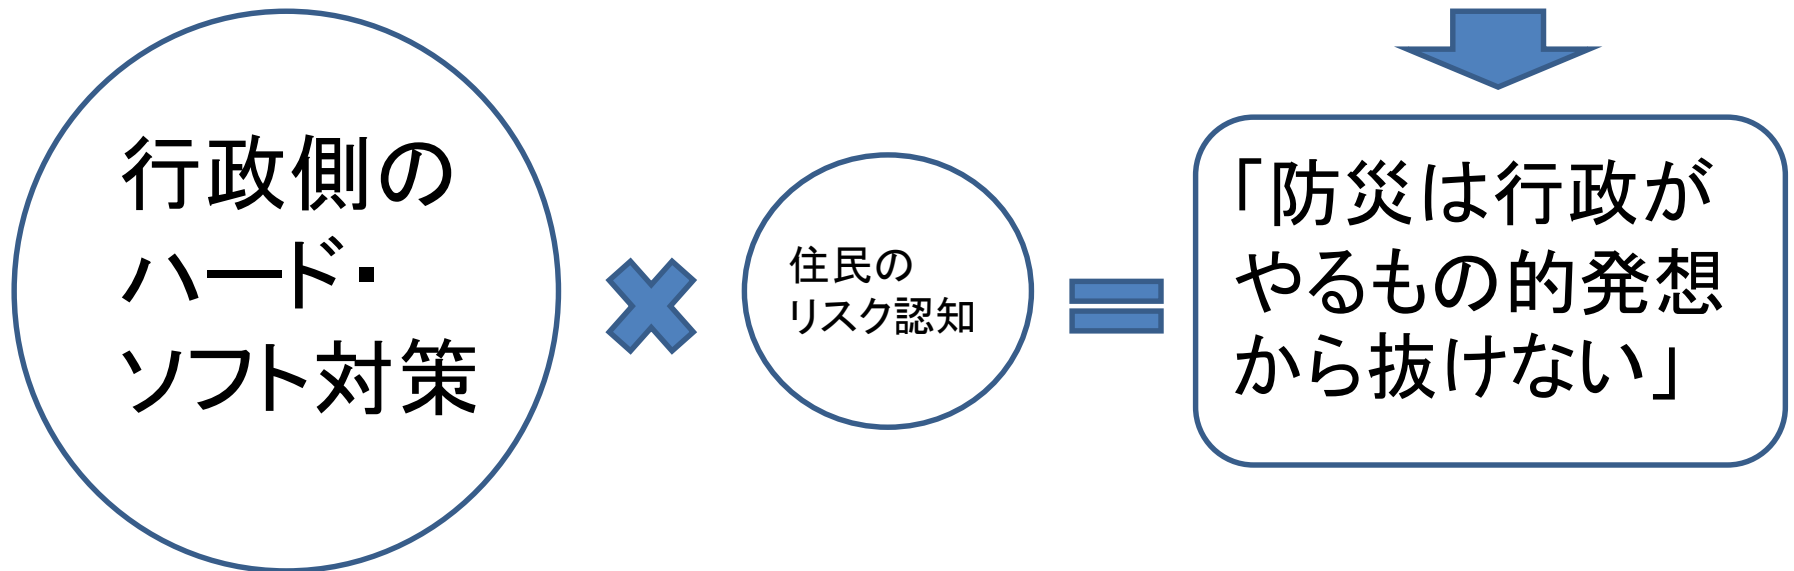 行政側の
ハード・
ソフト対策
住民の
リスク認知
「防災は行政が
やるもの的発想
から抜けない」